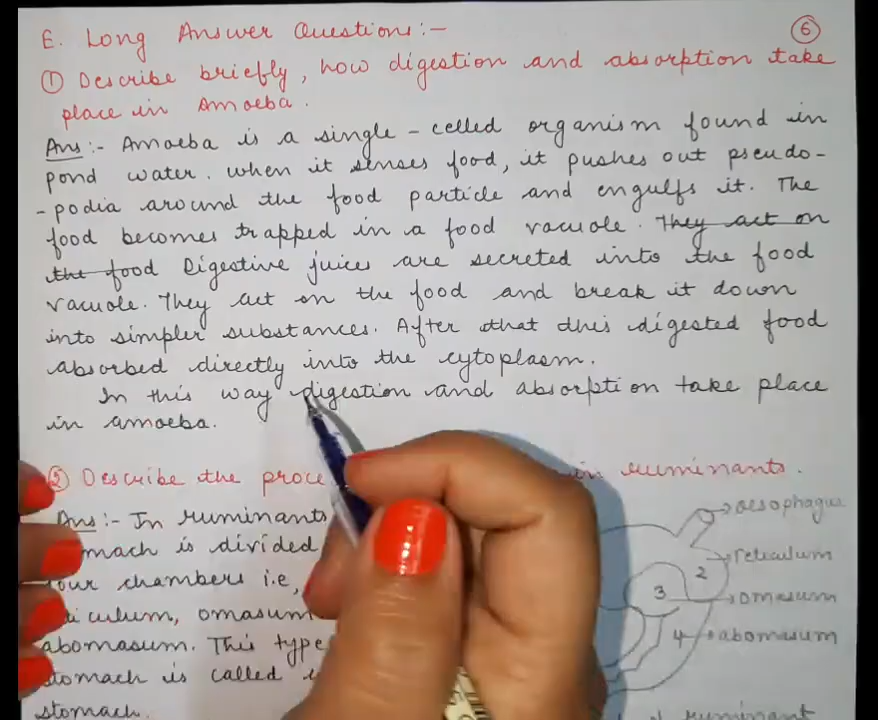 E. Long Answer Questions:-
6
① Describe briefly, how digestion and absorption take
place in Amoeba.
Ans:- Amoeba is a single-celled organism found in
pond water. when it senses food, it pushes out pseudo-
-podia around the food particle and engulfs it. The
food becomes trapped in a food vacuole. They act on
the food Digestive juices are secreted into the food
vacuole. They act on the food and break it down
into simpler substances. After that this digested food
absorbed directly into the cytoplasm.
In this way digestion and absorption take place
in amoeba.
② Describe the proce in ruminants.
Ans:- In ruminants
mach is divided
our chambers i.e,
culum, omasum
abomasum. This type
tomach is called
stomach.
oesophagus
reticulum
2
3
omasum
4
abomasum
ruminant